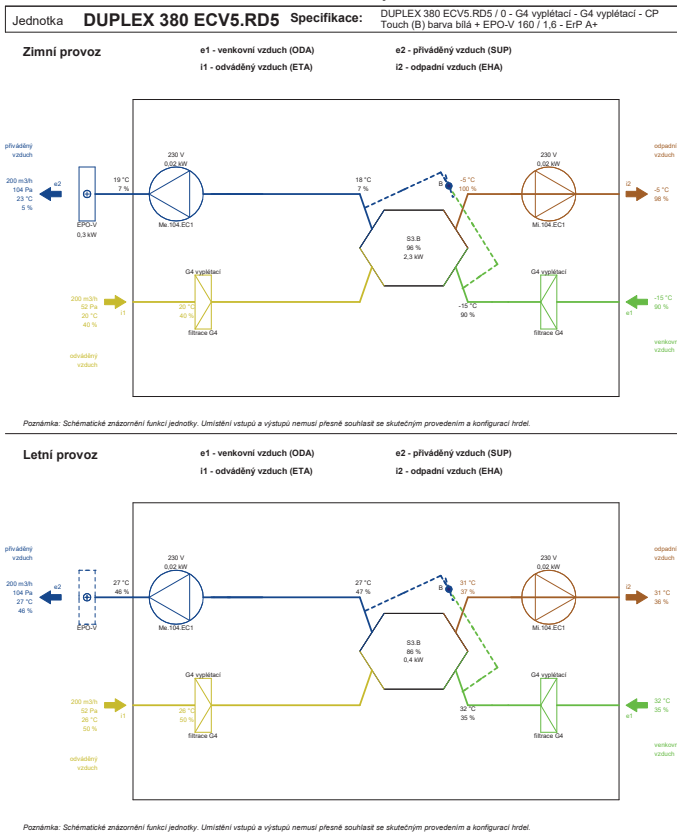 Jednotka DUPLEX 380 ECV5.RD5 Specifikace: DUPLEX 380 ECV5.RD5 / 0 - G4 vyplétací - G4 vyplétací - CP
Touch (B) barva bílá + EPO-V 160 / 1,6 - ErP A+
Zimní provoz
e1 - venkovní vzduch (ODA) e2 - přiváděný vzduch (SUP)
i1 - odváděný vzduch (ETA) i2 - odpadní vzduch (EHA)
přiváděný
vzduch
200 m3/h
104 Pa
23 °C
5 %
e2
EPO-V
0,3 kW
19 °C
7 %
230 V
0,02 kW
Me.104.EC1
18 °C
7 %
B
-5 °C
100 %
230 V
0,02 kW
Mi.104.EC1
odpadní
vzduch
i2
-5 °C
98 %
S3.B
96 %
2,3 kW
200 m3/h
52 Pa
20 °C
40 %
i1
odváděný
vzduch
G4 vyplétací
20 °C
40 %
filtrace G4
-15 °C
90 %
G4 vyplétací
filtrace G4
e1
-15 °C
90 %
venkovní
vzduch
Poznámka: Schématické znázornění funkcí jednotky. Umístění vstupů a výstupů nemusí přesně souhlasit se skutečným provedením a konfigurací hrdel.
Letní provoz
e1 - venkovní vzduch (ODA) e2 - přiváděný vzduch (SUP)
i1 - odváděný vzduch (ETA) i2 - odpadní vzduch (EHA)
přiváděný
vzduch
200 m3/h
104 Pa
27 °C
46 %
e2
EPO-V
27 °C
46 %
230 V
0,02 kW
Me.104.EC1
27 °C
47 %
B
31 °C
37 %
230 V
0,02 kW
Mi.104.EC1
odpadní
vzduch
i2
31 °C
36 %
S3.B
86 %
0,4 kW
200 m3/h
52 Pa
26 °C
50 %
i1
odváděný
vzduch
G4 vyplétací
26 °C
50 %
filtrace G4
32 °C
35 %
G4 vyplétací
filtrace G4
e1
32 °C
35 %
venkovní
vzduch
Poznámka: Schématické znázornění funkcí jednotky. Umístění vstupů a výstupů nemusí přesně souhlasit se skutečným provedením a konfigurací hrdel.